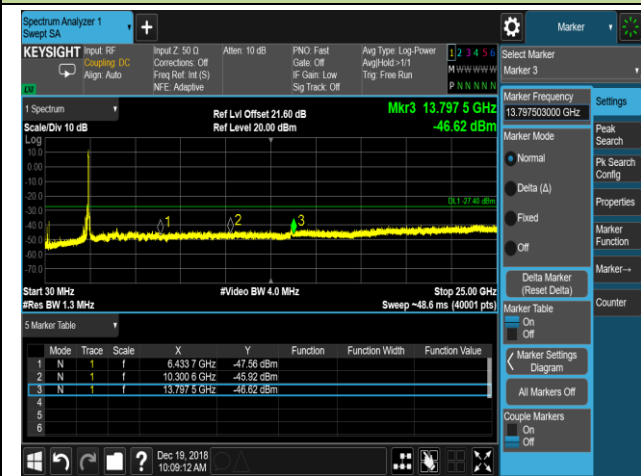 Spectrum Analyzer 1
Swept SA
+
Marker
KEYSIGHT
Input: RF
Coupling: DC
Align: Auto
Input Z: 50 Ω
Corrections: Off
Freq Ref: Int (S)
NFE: Adaptive
Atten: 10 dB
PNO: Fast
Gate: Off
IF Gain: Low
Sig Track: Off
Avg Type: Log-Power
Avg|Hold:>1/1
Trig: Free Run
1 2 3 4 5 6
M W W W W W
P N N N N N
LXI
Select Marker
Marker 3
1 Spectrum
Scale/Div 10 dB
Ref Lvl Offset 21.60 dB
Ref Level 20.00 dBm
Mkr3 13.797 5 GHz
-46.62 dBm
Log
10.0
0.00
-10.0
-20.0
-30.0
-40.0
-50.0
-60.0
-70.0
DL1 -27.40 dBm
1
2
3
Start 30 MHz
#Video BW 4.0 MHz
Stop 25.00 GHz
#Res BW 1.3 MHz
Sweep ~48.6 ms (40001 pts)
5 Marker Table
Mode Trace Scale X Y Function Function Width Function Value
1 N 1 f 6.433 7 GHz -47.56 dBm
2 N 1 f 10.300 6 GHz -45.92 dBm
3 N 1 f 13.797 5 GHz -46.62 dBm
4
5
6
Marker Frequency
13.797503000 GHz
Marker Mode
Normal
Delta (Δ)
Fixed
Off
Delta Marker
(Reset Delta)
Marker Table
On
Off
Marker Settings
Diagram
All Markers Off
Couple Markers
On
Off
Settings
Peak
Search
Pk Search
Config
Properties
Marker
Function
Marker→
Counter
?
Dec 19, 2018
10:09:12 AM